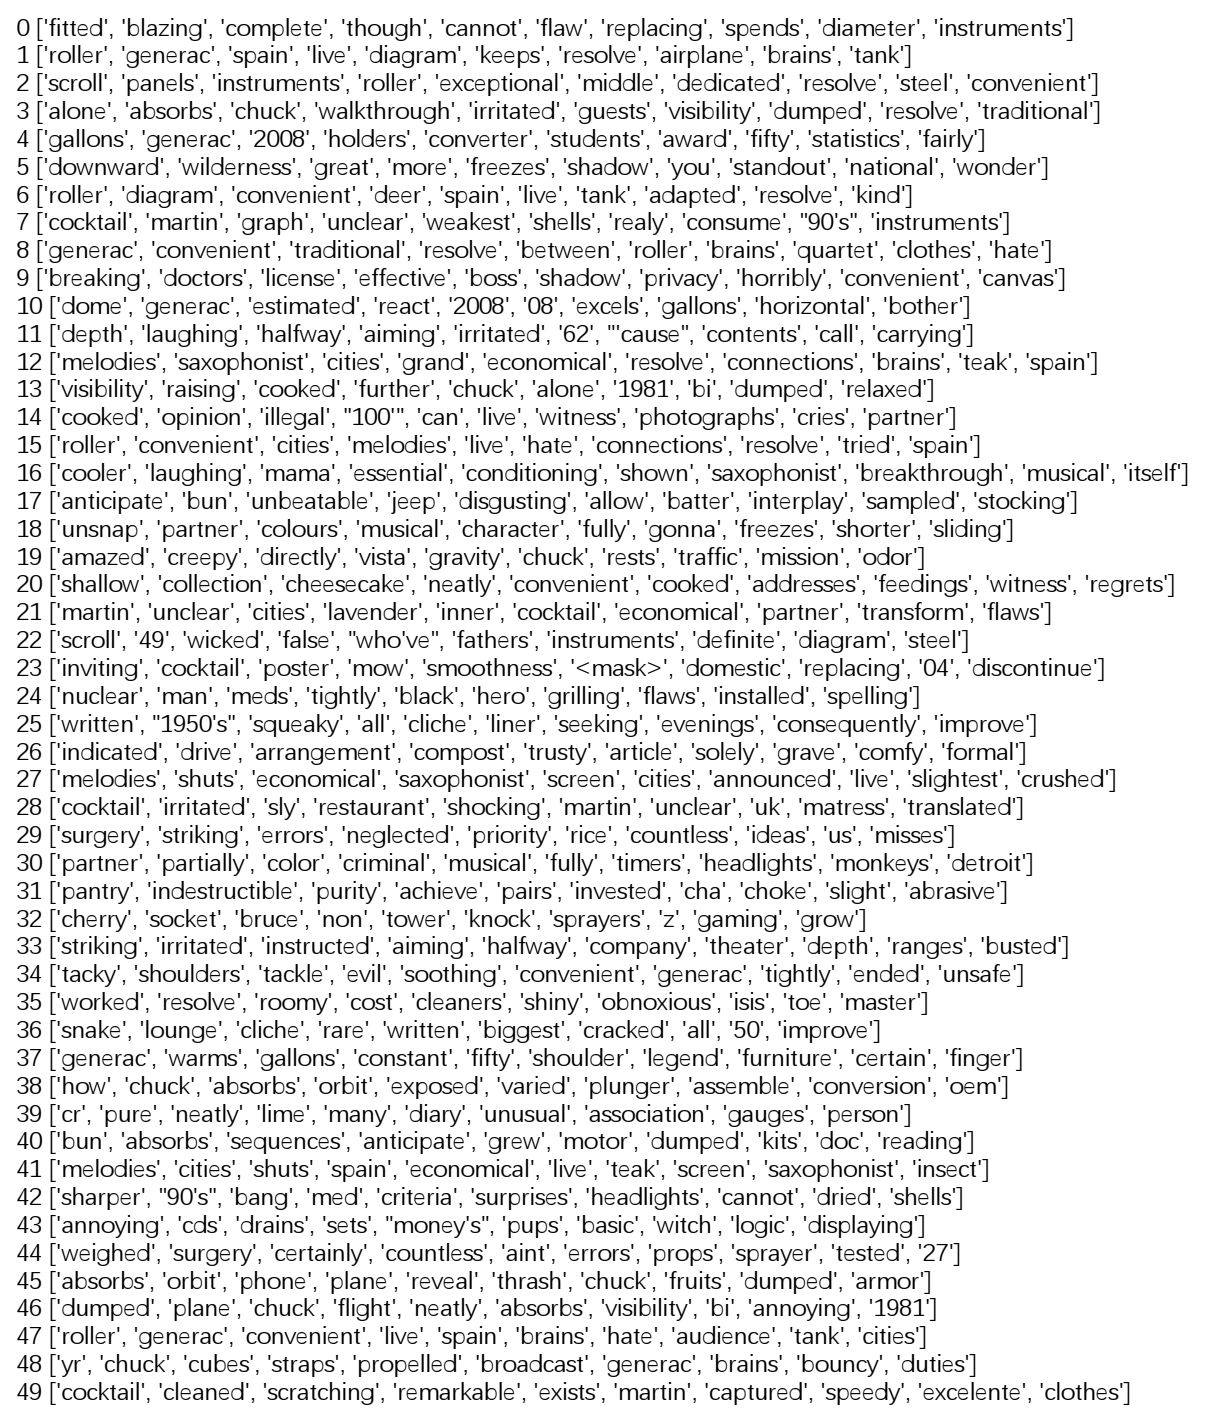 0 ['fitted', 'blazing', 'complete', 'though', 'cannot', 'flaw', 'replacing', 'spends', 'diameter', 'instruments']
1 ['roller', 'generac', 'spain', 'live', 'diagram', 'keeps', 'resolve', 'airplane', 'brains', 'tank']
2 ['scroll', 'panels', 'instruments', 'roller', 'exceptional', 'middle', 'dedicated', 'resolve', 'steel', 'convenient']
3 ['alone', 'absorbs', 'chuck', 'walkthrough', 'irritated', 'guests', 'visibility', 'dumped', 'resolve', 'traditional']
4 ['gallons', 'generac', '2008', 'holders', 'converter', 'students', 'award', 'fifty', 'statistics', 'fairly']
5 ['downward', 'wilderness', 'great', 'more', 'freezes', 'shadow', 'you', 'standout', 'national', 'wonder']
6 ['roller', 'diagram', 'convenient', 'deer', 'spain', 'live', 'tank', 'adapted', 'resolve', 'kind']
7 ['cocktail', 'martin', 'graph', 'unclear', 'weakest', 'shells', 'realy', 'consume', "90's", 'instruments']
8 ['generac', 'convenient', 'traditional', 'resolve', 'between', 'roller', 'brains', 'quartet', 'clothes', 'hate']
9 ['breaking', 'doctors', 'license', 'effective', 'boss', 'shadow', 'privacy', 'horribly', 'convenient', 'canvas']
10 ['dome', 'generac', 'estimated', 'react', '2008', '08', 'excels', 'gallons', 'horizontal', 'bother']
11 ['depth', 'laughing', 'halfway', 'aiming', 'irritated', '62', "'cause", 'contents', 'call', 'carrying']
12 ['melodies', 'saxophonist', 'cities', 'grand', 'economical', 'resolve', 'connections', 'brains', 'teak', 'spain']
13 ['visibility', 'raising', 'cooked', 'further', 'chuck', 'alone', '1981', 'bi', 'dumped', 'relaxed']
14 ['cooked', 'opinion', 'illegal', "100'", 'can', 'live', 'witness', 'photographs', 'cries', 'partner']
15 ['roller', 'convenient', 'cities', 'melodies', 'live', 'hate', 'connections', 'resolve', 'tried', 'spain']
16 ['cooler', 'laughing', 'mama', 'essential', 'conditioning', 'shown', 'saxophonist', 'breakthrough', 'musical', 'itself']
17 ['anticipate', 'bun', 'unbeatable', 'jeep', 'disgusting', 'allow', 'batter', 'interplay', 'sampled', 'stocking']
18 ['unsnap', 'partner', 'colours', 'musical', 'character', 'fully', 'gonna', 'freezes', 'shorter', 'sliding']
19 ['amazed', 'creepy', 'directly', 'vista', 'gravity', 'chuck', 'rests', 'traffic', 'mission', 'odor']
20 ['shallow', 'collection', 'cheesecake', 'neatly', 'convenient', 'cooked', 'addresses', 'feedings', 'witness', 'regrets']
21 ['martin', 'unclear', 'cities', 'lavender', 'inner', 'cocktail', 'economical', 'partner', 'transform', 'flaws']
22 ['scroll', '49', 'wicked', 'false', "who've", 'fathers', 'instruments', 'definite', 'diagram', 'steel']
23 ['inviting', 'cocktail', 'poster', 'mow', 'smoothness', '<mask>', 'domestic', 'replacing', '04', 'discontinue']
24 ['nuclear', 'man', 'meds', 'tightly', 'black', 'hero', 'grilling', 'flaws', 'installed', 'spelling']
25 ['written', "1950's", 'squeaky', 'all', 'cliche', 'liner', 'seeking', 'evenings', 'consequently', 'improve']
26 ['indicated', 'drive', 'arrangement', 'compost', 'trusty', 'article', 'solely', 'grave', 'comfy', 'formal']
27 ['melodies', 'shuts', 'economical', 'saxophonist', 'screen', 'cities', 'announced', 'live', 'slightest', 'crushed']
28 ['cocktail', 'irritated', 'sly', 'restaurant', 'shocking', 'martin', 'unclear', 'uk', 'matress', 'translated']
29 ['surgery', 'striking', 'errors', 'neglected', 'priority', 'rice', 'countless', 'ideas', 'us', 'misses']
30 ['partner', 'partially', 'color', 'criminal', 'musical', 'fully', 'timers', 'headlights', 'monkeys', 'detroit']
31 ['pantry', 'indestructible', 'purity', 'achieve', 'pairs', 'invested', 'cha', 'choke', 'slight', 'abrasive']
32 ['cherry', 'socket', 'bruce', 'non', 'tower', 'knock', 'sprayers', 'z', 'gaming', 'grow']
33 ['striking', 'irritated', 'instructed', 'aiming', 'halfway', 'company', 'theater', 'depth', 'ranges', 'busted']
34 ['tacky', 'shoulders', 'tackle', 'evil', 'soothing', 'convenient', 'generac', 'tightly', 'ended', 'unsafe']
35 ['worked', 'resolve', 'roomy', 'cost', 'cleaners', 'shiny', 'obnoxious', 'isis', 'toe', 'master']
36 ['snake', 'lounge', 'cliche', 'rare', 'written', 'biggest', 'cracked', 'all', '50', 'improve']
37 ['generac', 'warms', 'gallons', 'constant', 'fifty', 'shoulder', 'legend', 'furniture', 'certain', 'finger']
38 ['how', 'chuck', 'absorbs', 'orbit', 'exposed', 'varied', 'plunger', 'assemble', 'conversion', 'oem']
39 ['cr', 'pure', 'neatly', 'lime', 'many', 'diary', 'unusual', 'association', 'gauges', 'person']
40 ['bun', 'absorbs', 'sequences', 'anticipate', 'grew', 'motor', 'dumped', 'kits', 'doc', 'reading']
41 ['melodies', 'cities', 'shuts', 'spain', 'economical', 'live', 'teak', 'screen', 'saxophonist', 'insect']
42 ['sharper', "90's", 'bang', 'med', 'criteria', 'surprises', 'headlights', 'cannot', 'dried', 'shells']
43 ['annoying', 'cds', 'drains', 'sets', "money's", 'pups', 'basic', 'witch', 'logic', 'displaying']
44 ['weighed', 'surgery', 'certainly', 'countless', 'aint', 'errors', 'props', 'sprayer', 'tested', '27']
45 ['absorbs', 'orbit', 'phone', 'plane', 'reveal', 'thrash', 'chuck', 'fruits', 'dumped', 'armor']
46 ['dumped', 'plane', 'chuck', 'flight', 'neatly', 'absorbs', 'visibility', 'bi', 'annoying', '1981']
47 ['roller', 'generac', 'convenient', 'live', 'spain', 'brains', 'hate', 'audience', 'tank', 'cities']
48 ['yr', 'chuck', 'cubes', 'straps', 'propelled', 'broadcast', 'generac', 'brains', 'bouncy', 'duties']
49 ['cocktail', 'cleaned', 'scratching', 'remarkable', 'exists', 'martin', 'captured', 'speedy', 'excelente', 'clothes']